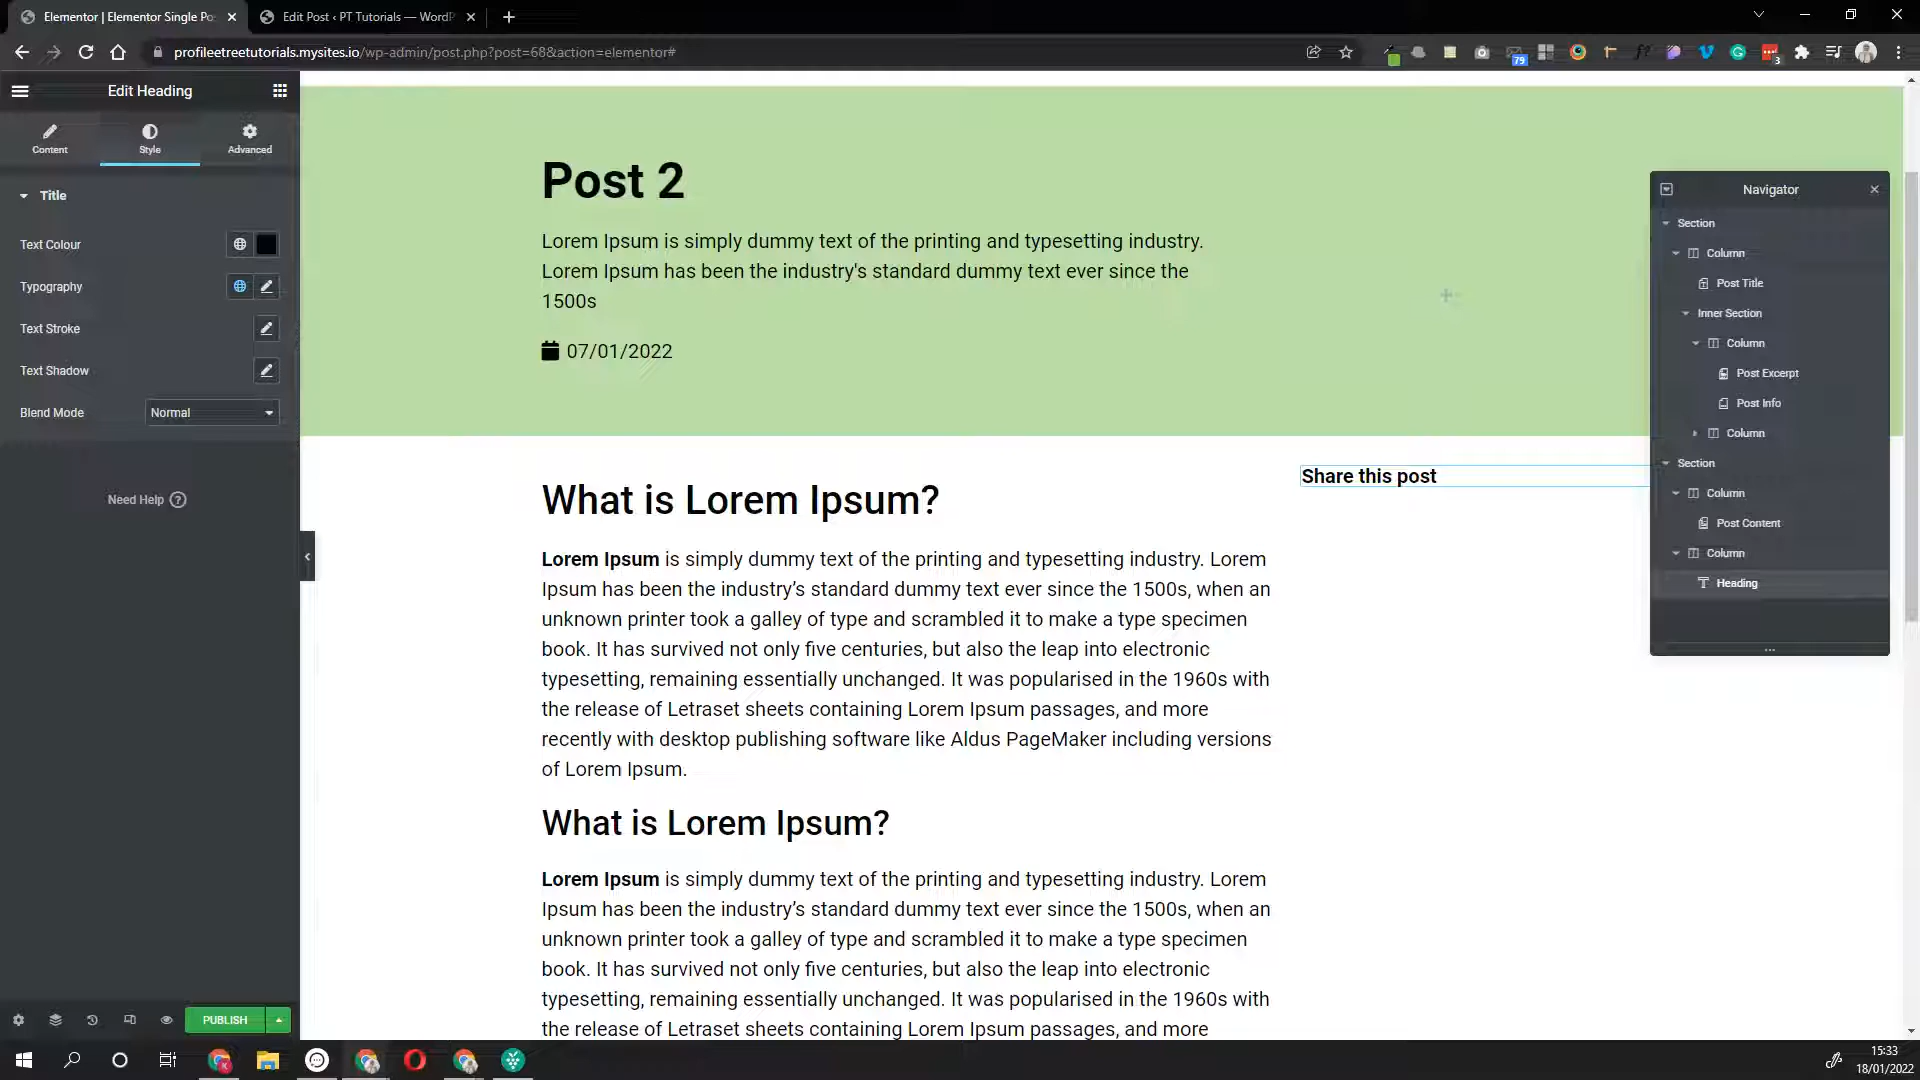 Elementor | Elementor Single Po
Edit Post ‹ PT Tutorials — WordP
profileetreetutorials.mysites.io/wp-admin/post.php?post=68&action=elementor#
79
3
Edit Heading
Content
Style
Advanced
Title
Text Colour
Typography
Text Stroke
Text Shadow
Blend Mode
Normal
Need Help
PUBLISH
Post 2
Lorem Ipsum is simply dummy text of the printing and typesetting industry.
Lorem Ipsum has been the industry's standard dummy text ever since the
1500s
07/01/2022
What is Lorem Ipsum?
Lorem Ipsum is simply dummy text of the printing and typesetting industry. Lorem
Ipsum has been the industry’s standard dummy text ever since the 1500s, when an
unknown printer took a galley of type and scrambled it to make a type specimen
book. It has survived not only five centuries, but also the leap into electronic
typesetting, remaining essentially unchanged. It was popularised in the 1960s with
the release of Letraset sheets containing Lorem Ipsum passages, and more
recently with desktop publishing software like Aldus PageMaker including versions
of Lorem Ipsum.
What is Lorem Ipsum?
Lorem Ipsum is simply dummy text of the printing and typesetting industry. Lorem
Ipsum has been the industry’s standard dummy text ever since the 1500s, when an
unknown printer took a galley of type and scrambled it to make a type specimen
book. It has survived not only five centuries, but also the leap into electronic
typesetting, remaining essentially unchanged. It was popularised in the 1960s with
the release of Letraset sheets containing Lorem Ipsum passages, and more
Share this post
Navigator
Section
Column
Post Title
Inner Section
Column
Post Excerpt
Post Info
Column
Section
Column
Post Content
Column
Heading
15:33
18/01/2022